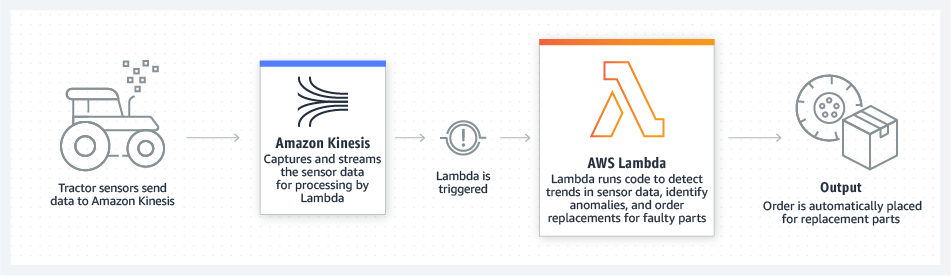 Tractor sensors send
data to Amazon Kinesis
Amazon Kinesis
Captures and streams
the sensor data
for processing by
Lambda
Lambda is
triggered
AWS Lambda
Lambda runs code to detect
trends in sensor data, identify
anomalies, and order
replacements for faulty parts
Output
Order is automatically placed
for replacement parts